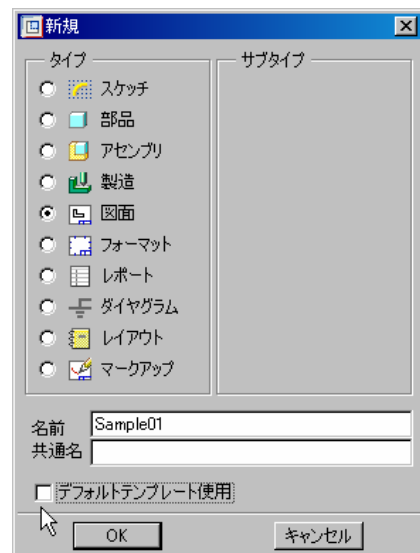 新規
タイプ
サブタイプ
スケッチ
部品
アセンブリ
製造
図面
フォーマット
レポート
ダイヤグラム
レイアウト
マークアップ
名前 Sample01
共通名
デフォルトテンプレート使用
OK キャンセル